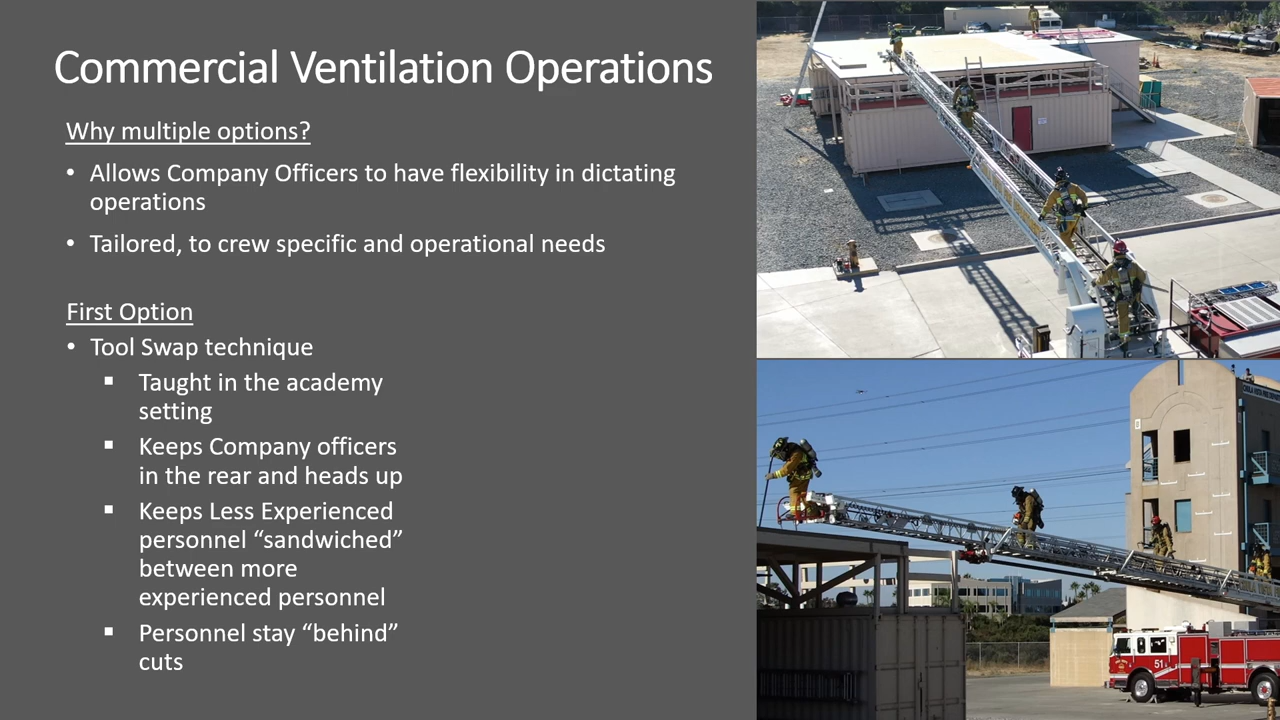 Commercial Ventilation Operations
Why multiple options?
• Allows Company Officers to have flexibility in dictating
operations
• Tailored, to crew specific and operational needs
First Option
• Tool Swap technique
▪ Taught in the academy
setting
▪ Keeps Company officers
in the rear and heads up
▪ Keeps Less Experienced
personnel “sandwiched”
between more
experienced personnel
▪ Personnel stay “behind”
cuts
51